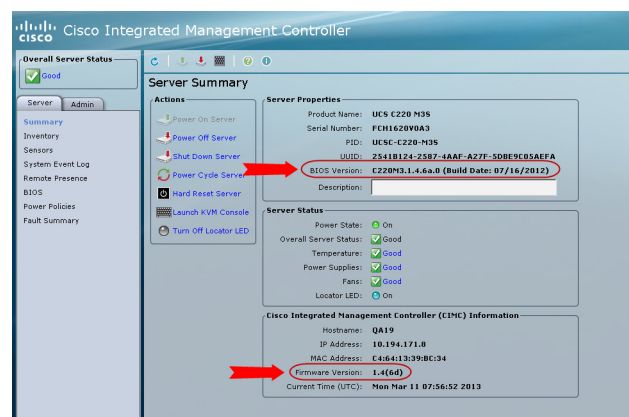 cisco Cisco Integrated Management Controller
Overall Server Status
Good
Server Admin
Summary
Inventory
Sensors
System Event Log
Remote Presence
BIOS
Power Policies
Fault Summary
Server Summary
Actions
Power On Server
Power Off Server
Shut Down Server
Power Cycle Server
Hard Reset Server
Launch KVM Console
Turn Off Locator LED
Server Properties
Product Name: UCS C220 M3S
Serial Number: FCH1620V0A3
PID: UCSC-C220-M3S
UUID: 2541B124-2587-4AAF-A27F-5DBE9C05AEFA
BIOS Version: C220M3.1.4.6a.0 (Build Date: 07/16/2012)
Description:
Server Status
Power State: On
Overall Server Status: Good
Temperature: Good
Power Supplies: Good
Fans: Good
Locator LED: On
Cisco Integrated Management Controller (CIMC) Information
Hostname: QA19
IP Address: 10.194.171.8
MAC Address: C4:64:13:39:BC:34
Firmware Version: 1.4(6d)
Current Time (UTC): Mon Mar 11 07:56:52 2013